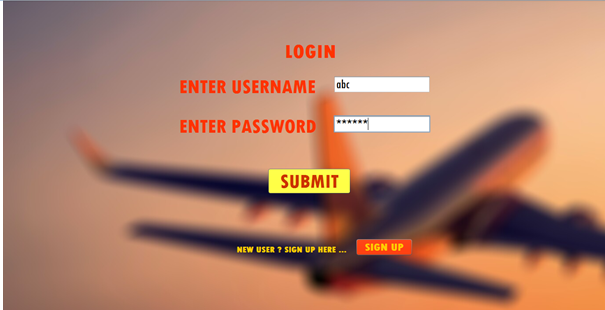 LOGIN
ENTER USERNAME abc
ENTER PASSWORD ******
SUBMIT
NEW USER ? SIGN UP HERE ... SIGN UP